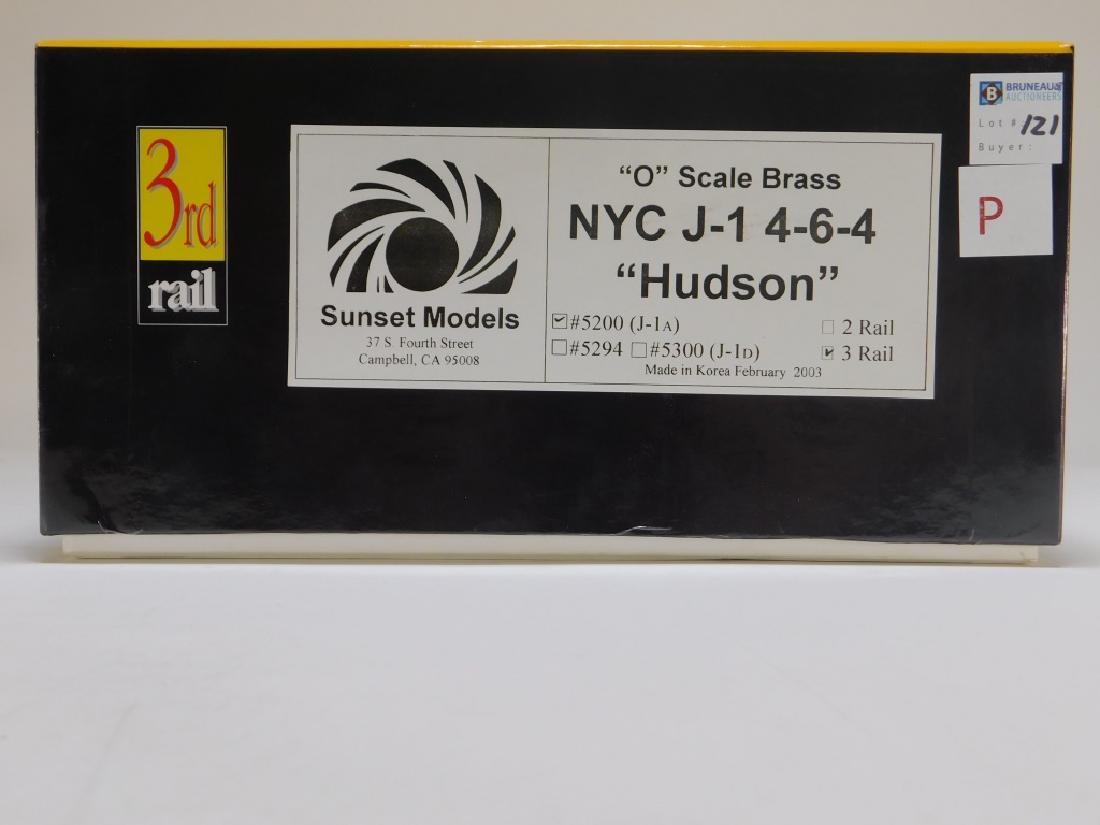 3rd
rail
Sunset Models
37 S. Fourth Street
Campbell, CA 95008
"O" Scale Brass
NYC J-1 4-6-4
"Hudson"
#5200 (J-1A)
2 Rail
#5294 #5300 (J-1D)
3 Rail
Made in Korea February 2003
B BRUNEAU &
AUCTIONEERS
Lot # 121
Buyer:
P